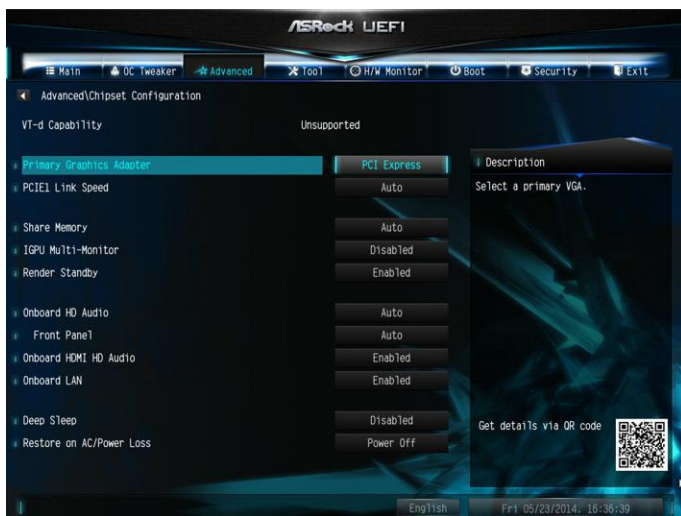 ASRock UEFI
Main OC Tweaker Advanced Tool H/W Monitor Boot Security Exit
Advanced\Chipset Configuration
VT-d Capability Unsupported
Primary Graphics Adapter PCI Express
PCIE1 Link Speed Auto
Share Memory Auto
IGPU Multi-Monitor Disabled
Render Standby Enabled
Onboard HD Audio Auto
Front Panel Auto
Onboard HDMI HD Audio Enabled
Onboard LAN Enabled
Deep Sleep Disabled
Restore on AC/Power Loss Power Off
Description
Select a primary VGA.
Get details via QR code
English Fri 05/23/2014. 16:36:39